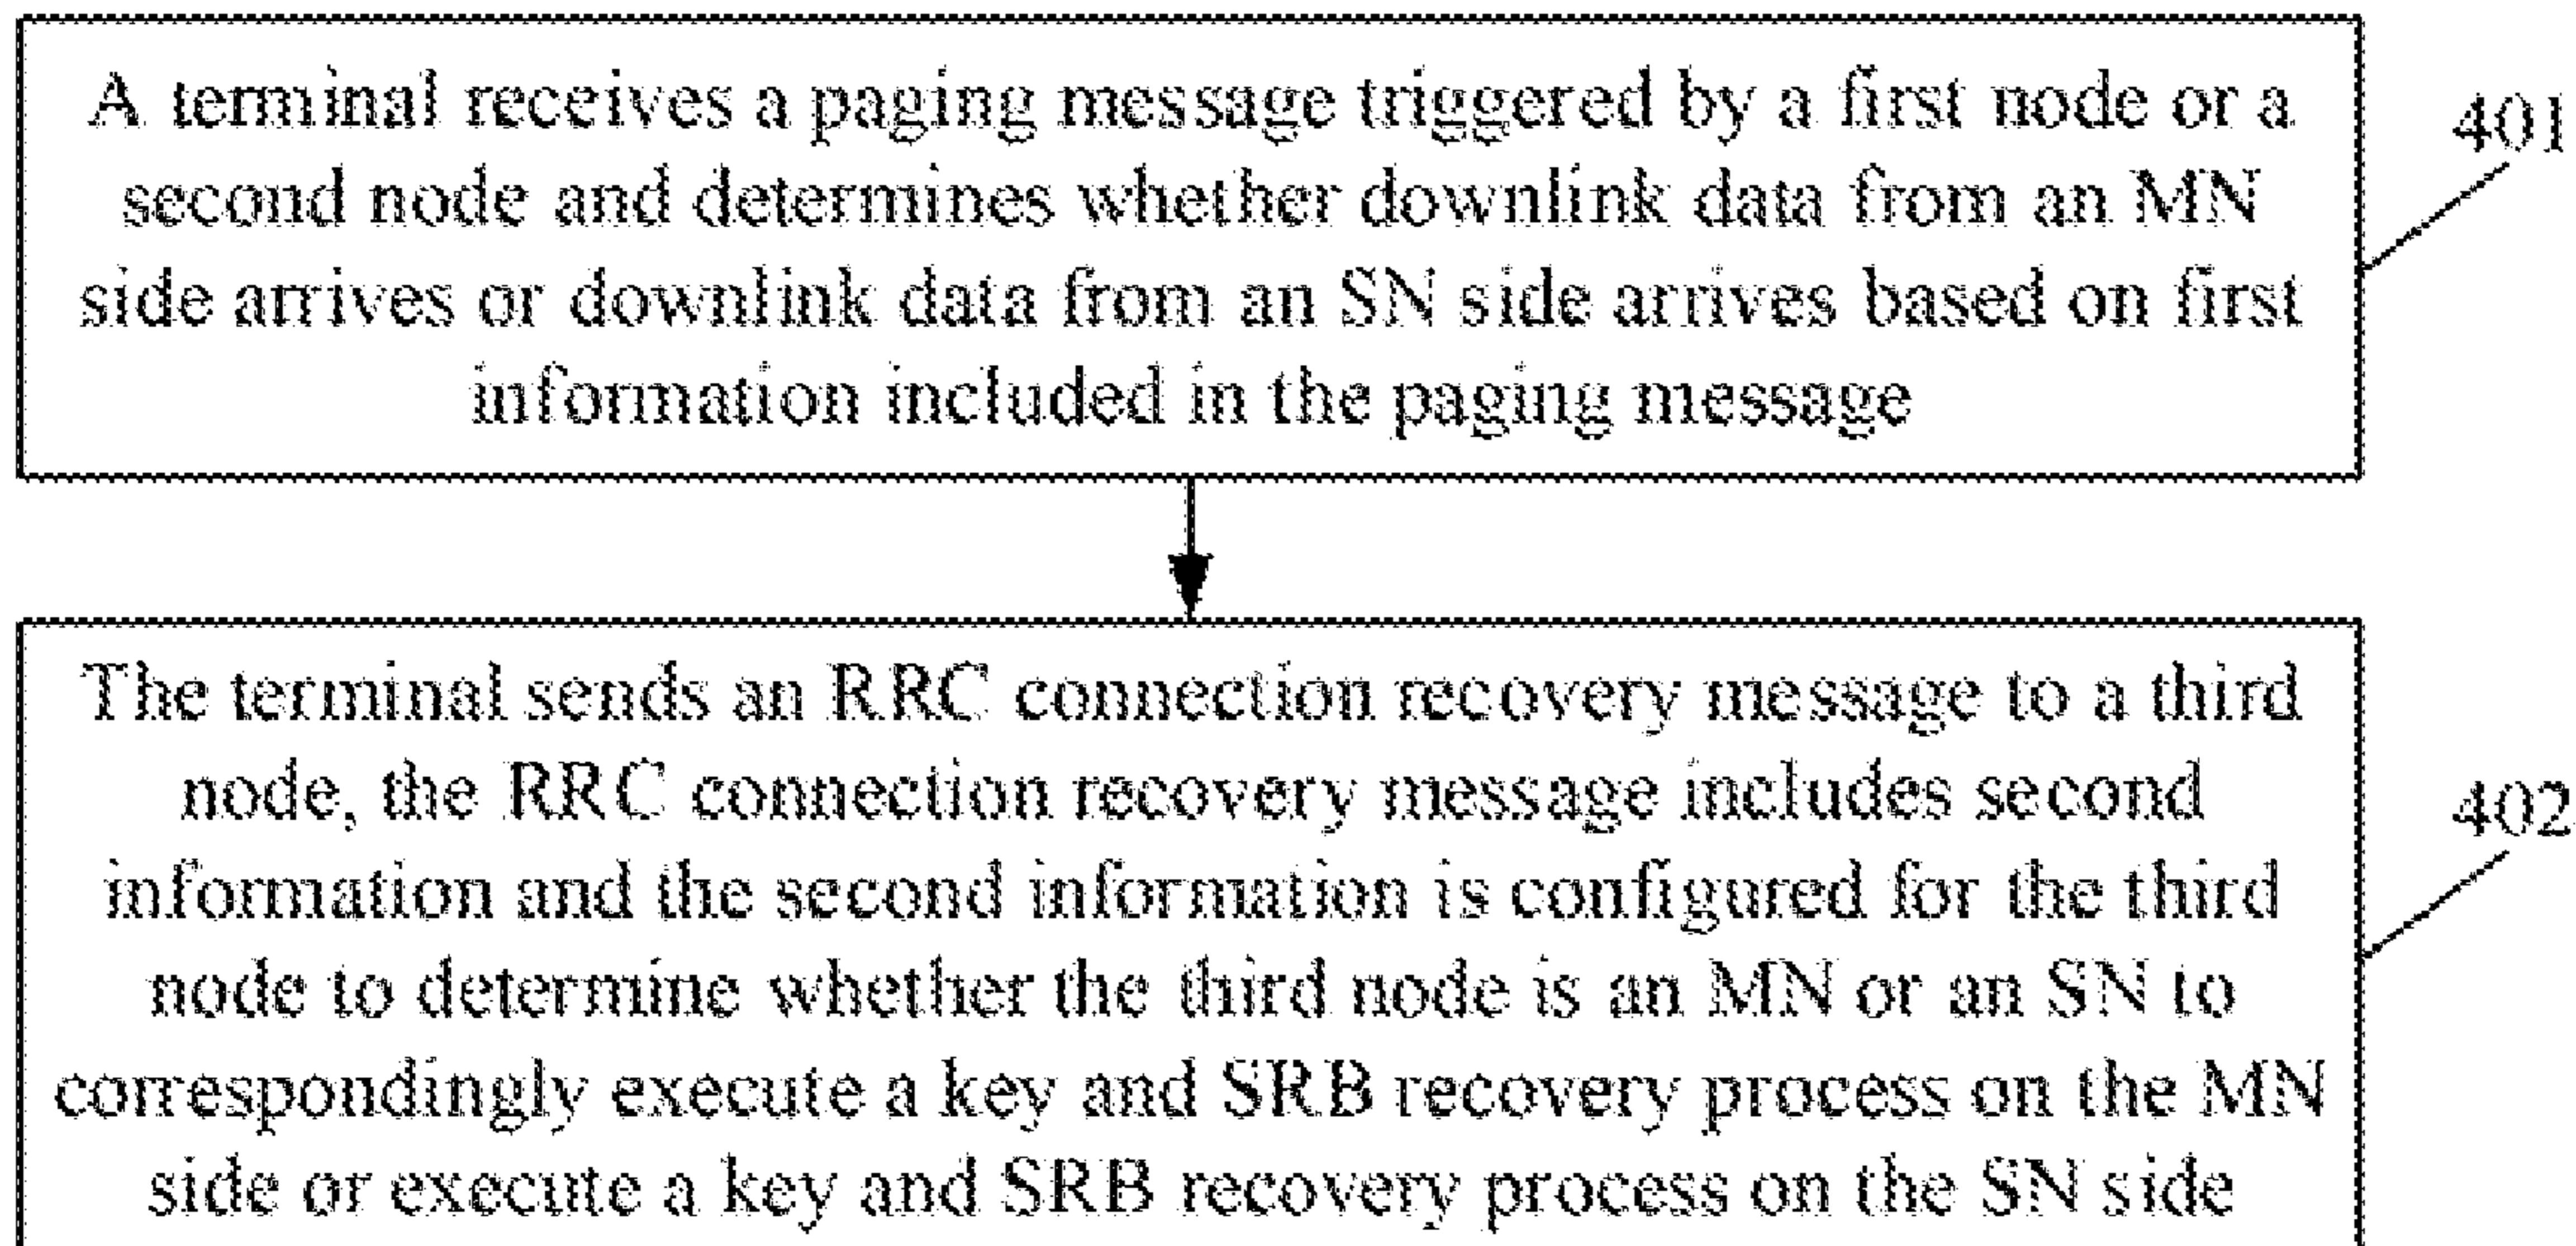 A terminal receives a paging message triggered by a first node or a
second node and determines whether downlink data from an MN
side arrives or downlink data from an SN side arrives based on first
information included in the paging message
401
The terminal sends an RRC connection recovery message to a third
node, the RRC connection recovery message includes second
information and the second information is configured for the third
node to determine whether the third node is an MN or an SN to
correspondingly execute a key and SRB recovery process on the MN
side or execute a key and SRB recovery process on the SN side
402